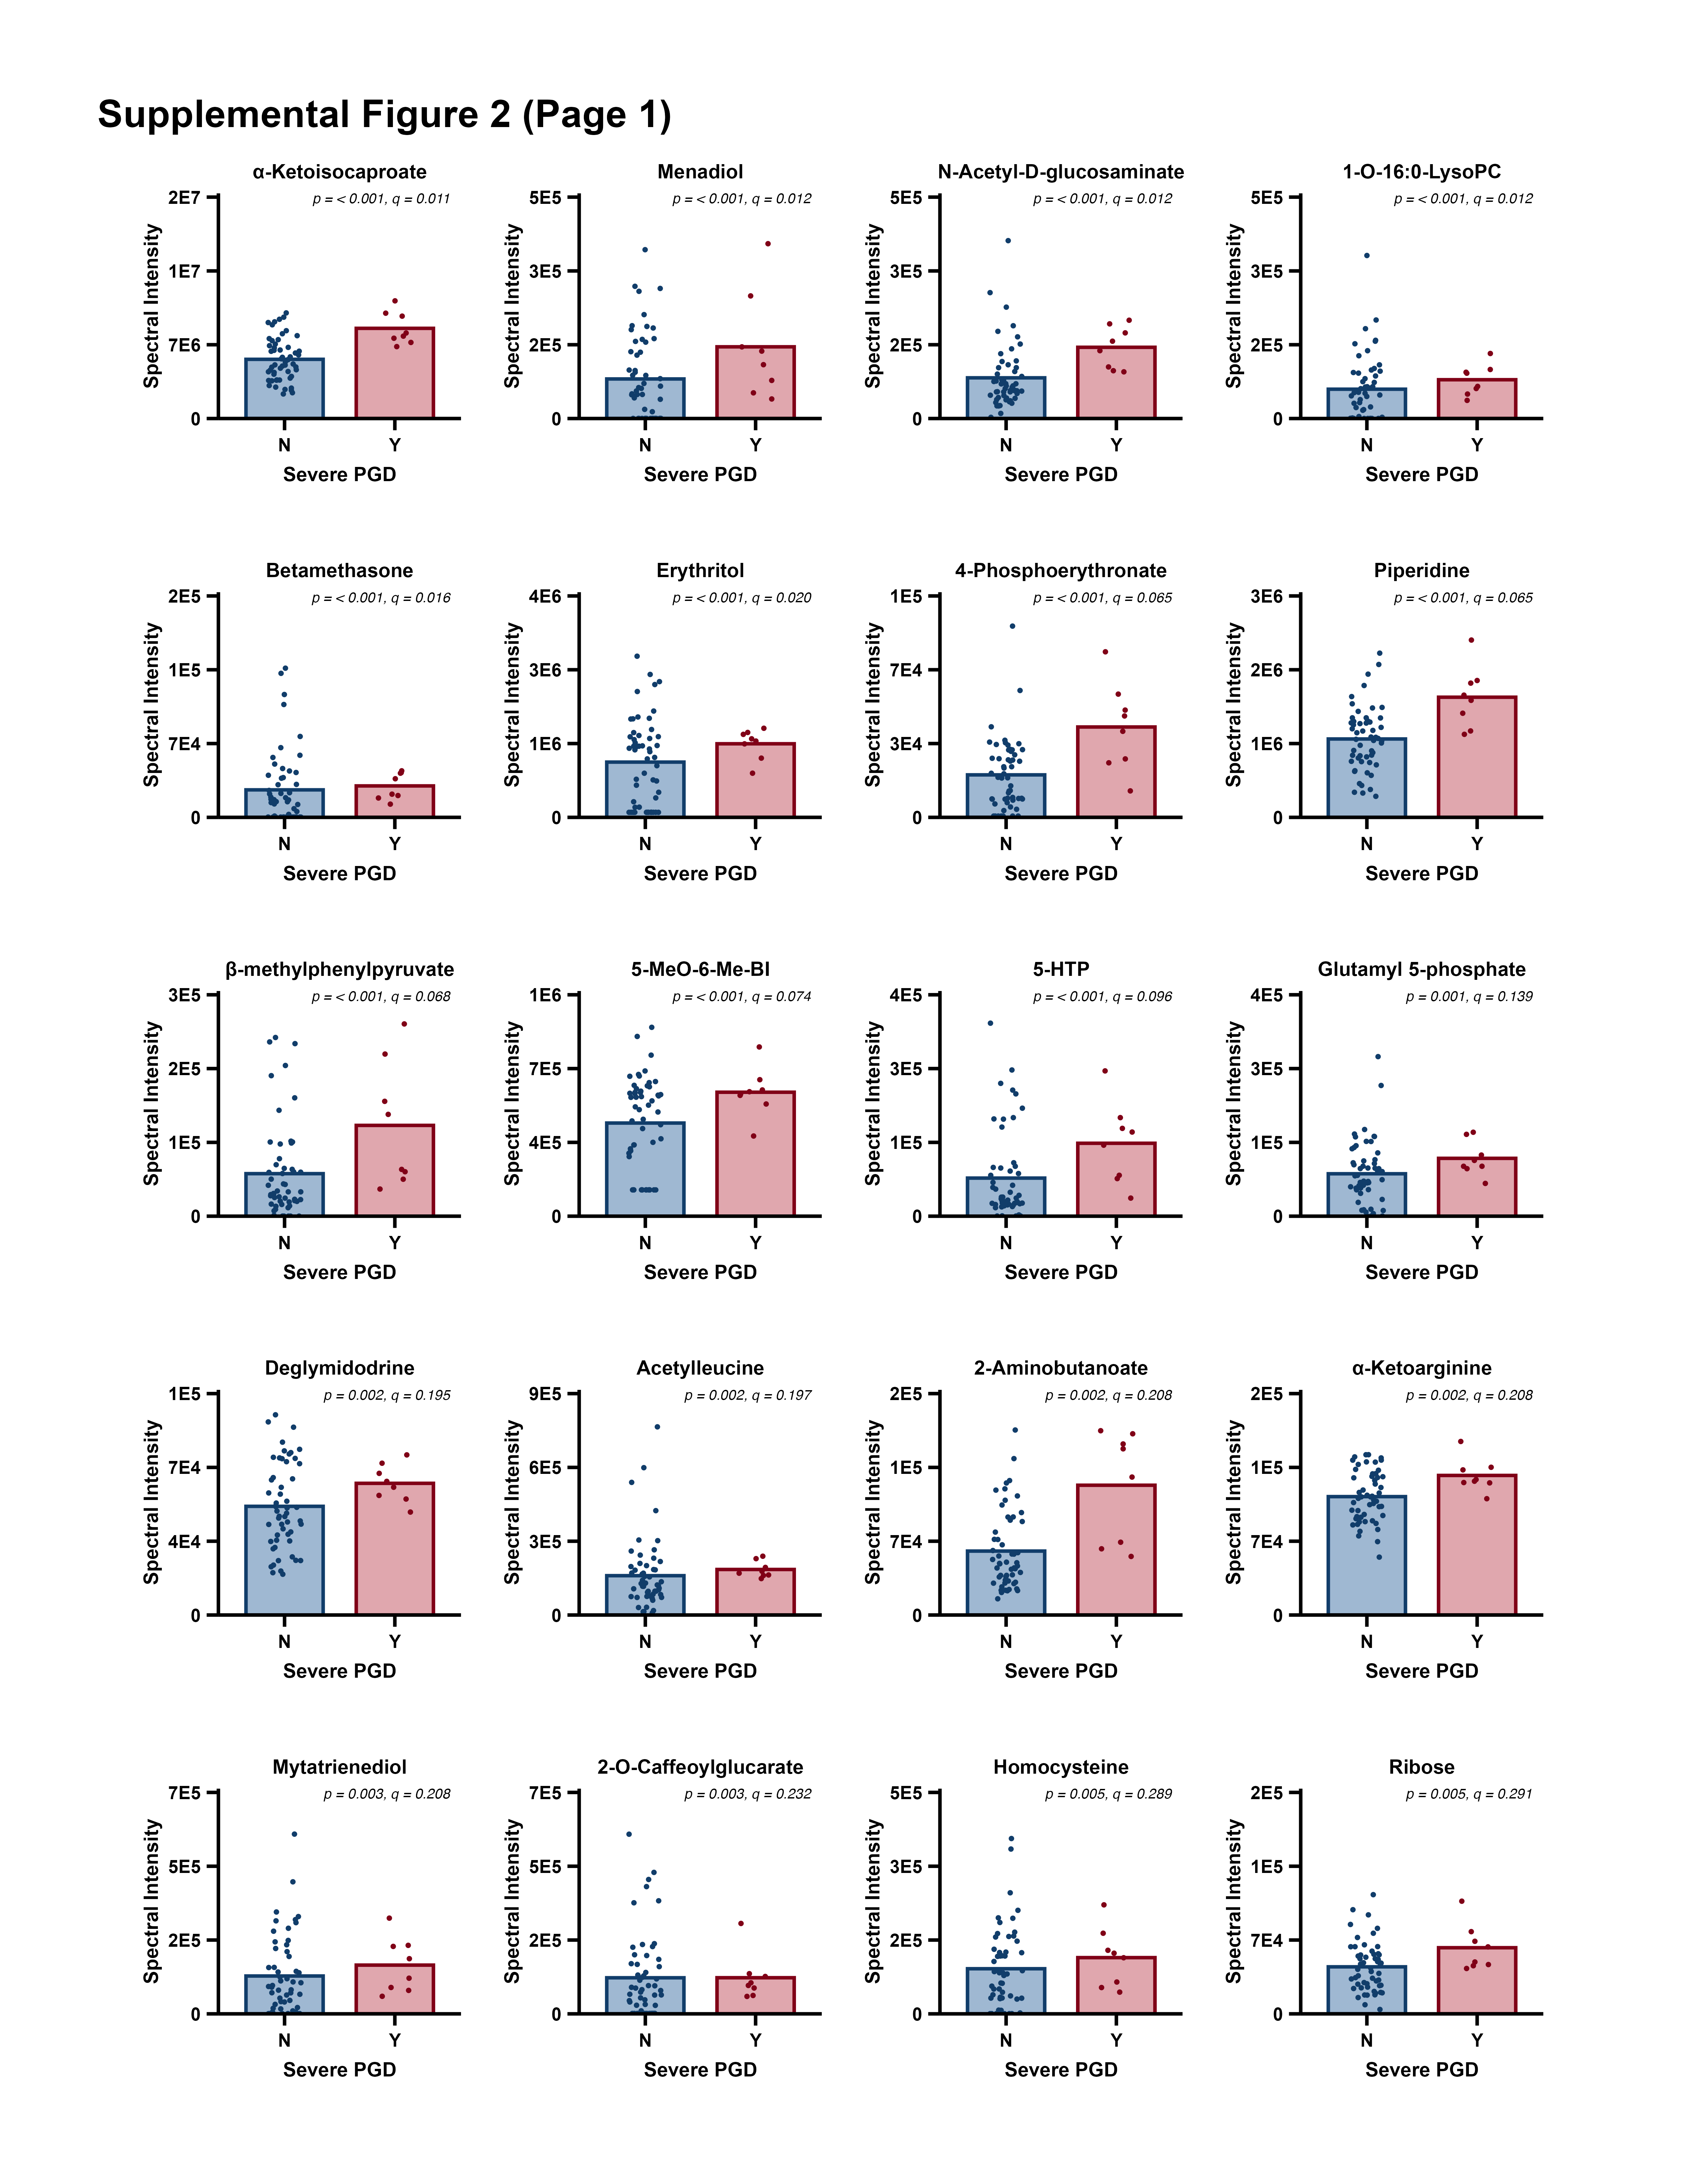 Supplemental Figure 2 (Page 1)
α-Ketoisocaproate
p = < 0.001, q = 0.011
Spectral Intensity
2E7
1E7
7E6
0
N Y
Severe PGD
Menadiol
p = < 0.001, q = 0.012
Spectral Intensity
5E5
3E5
2E5
0
N Y
Severe PGD
N-Acetyl-D-glucosaminate
p = < 0.001, q = 0.012
Spectral Intensity
5E5
3E5
2E5
0
N Y
Severe PGD
1-O-16:0-LysoPC
p = < 0.001, q = 0.012
Spectral Intensity
5E5
3E5
2E5
0
N Y
Severe PGD
Betamethasone
p = < 0.001, q = 0.016
Spectral Intensity
2E5
1E5
7E4
0
N Y
Severe PGD
Erythritol
p = < 0.001, q = 0.020
Spectral Intensity
4E6
3E6
1E6
0
N Y
Severe PGD
4-Phosphoerythronate
p = < 0.001, q = 0.065
Spectral Intensity
1E5
7E4
3E4
0
N Y
Severe PGD
Piperidine
p = < 0.001, q = 0.065
Spectral Intensity
3E6
2E6
1E6
0
N Y
Severe PGD
β-methylphenylpyruvate
p = < 0.001, q = 0.068
Spectral Intensity
3E5
2E5
1E5
0
N Y
Severe PGD
5-MeO-6-Me-BI
p = < 0.001, q = 0.074
Spectral Intensity
1E6
7E5
4E5
0
N Y
Severe PGD
5-HTP
p = < 0.001, q = 0.096
Spectral Intensity
4E5
3E5
1E5
0
N Y
Severe PGD
Glutamyl 5-phosphate
p = 0.001, q = 0.139
Spectral Intensity
4E5
3E5
1E5
0
N Y
Severe PGD
Deglymidodrine
p = 0.002, q = 0.195
Spectral Intensity
1E5
7E4
4E4
0
N Y
Severe PGD
Acetylleucine
p = 0.002, q = 0.197
Spectral Intensity
9E5
6E5
3E5
0
N Y
Severe PGD
2-Aminobutanoate
p = 0.002, q = 0.208
Spectral Intensity
2E5
1E5
7E4
0
N Y
Severe PGD
α-Ketoarginine
p = 0.002, q = 0.208
Spectral Intensity
2E5
1E5
7E4
0
N Y
Severe PGD
Mytatrienediol
p = 0.003, q = 0.208
Spectral Intensity
7E5
5E5
2E5
0
N Y
Severe PGD
2-O-Caffeoylglucarate
p = 0.003, q = 0.232
Spectral Intensity
7E5
5E5
2E5
0
N Y
Severe PGD
Homocysteine
p = 0.005, q = 0.289
Spectral Intensity
5E5
3E5
2E5
0
N Y
Severe PGD
Ribose
p = 0.005, q = 0.291
Spectral Intensity
2E5
1E5
7E4
0
N Y
Severe PGD